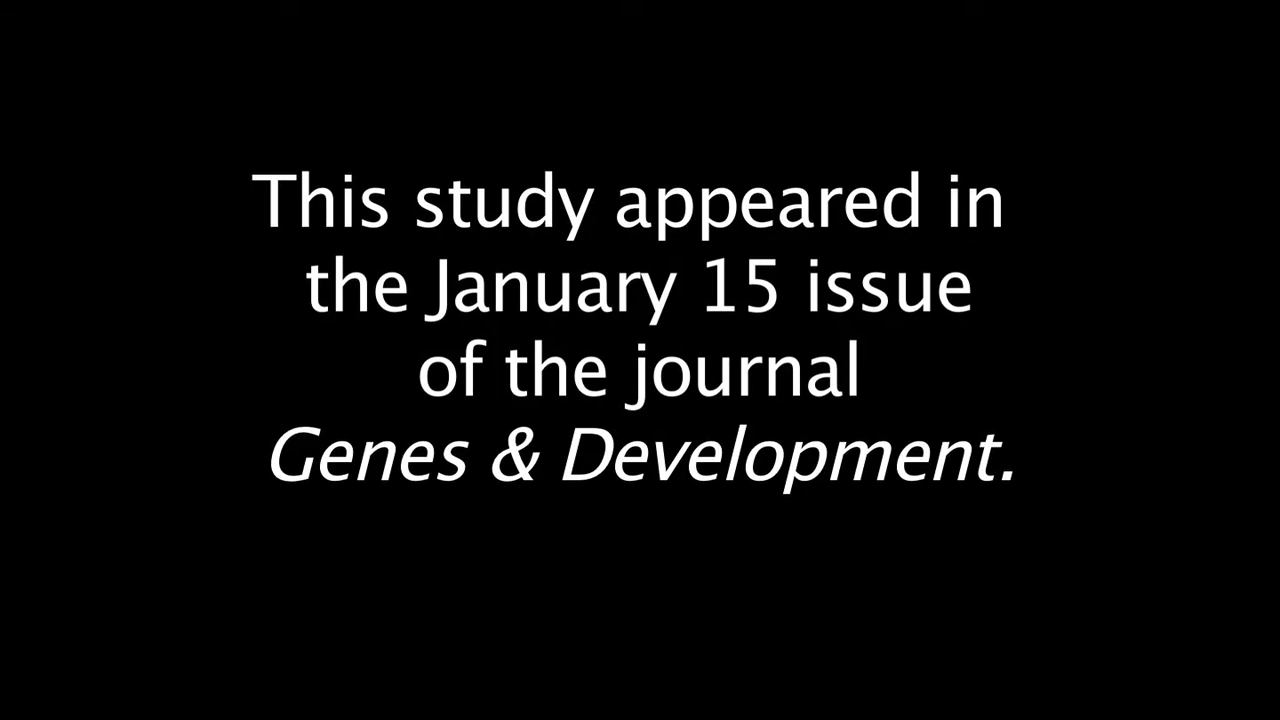 This study appeared in
the January 15 issue
of the journal
Genes & Development.